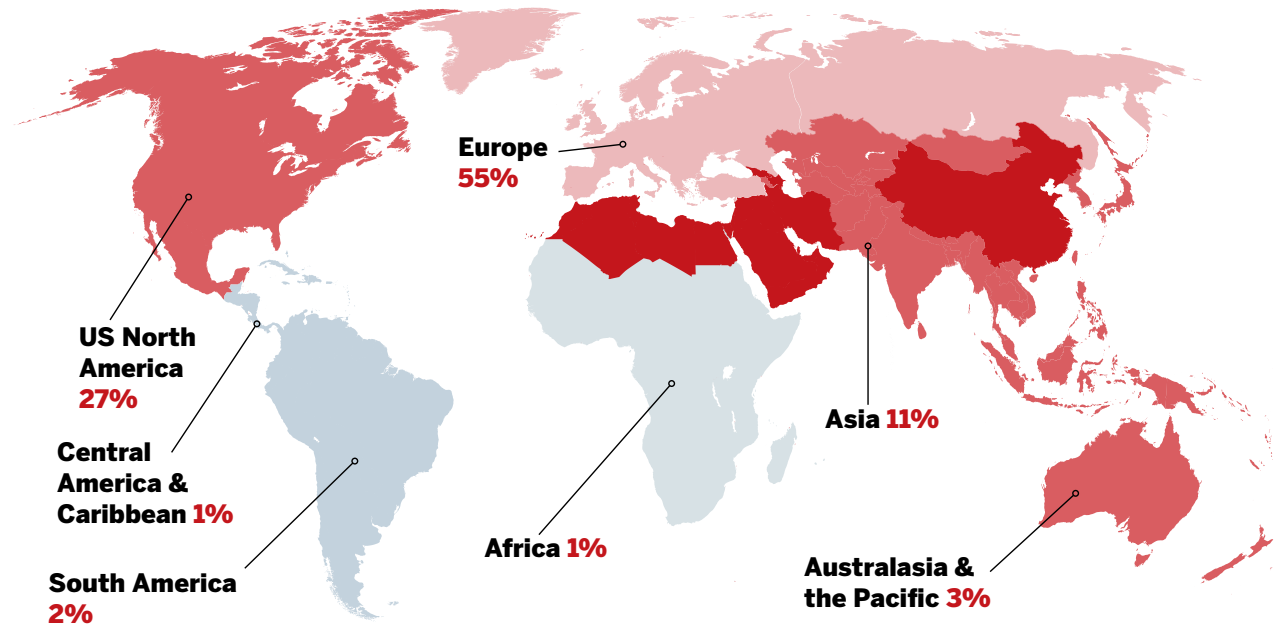 Europe
55%
US North
America
27%
Central
America &
Caribbean 1%
South America
2%
Africa 1%
Asia 11%
Australasia &
the Pacific 3%